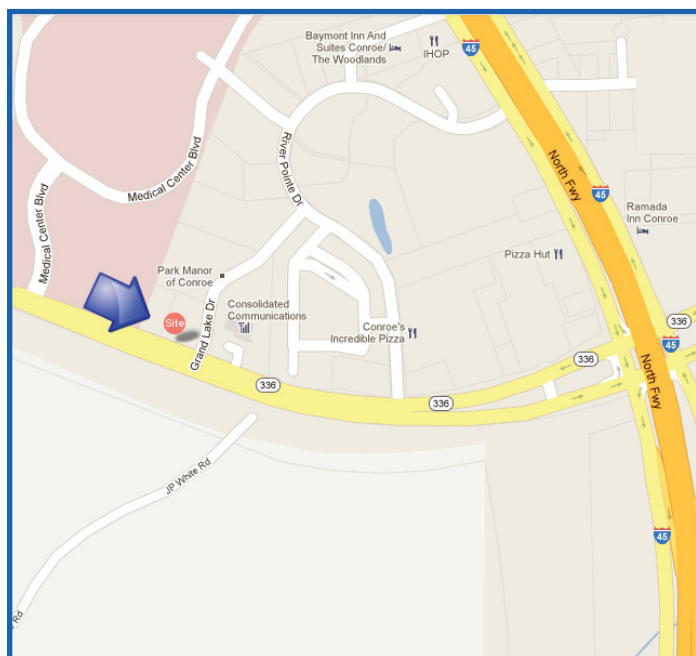 Baymont Inn And
Suites Conroe/
The Woodlands
IHOP
45
North Fwy
River Pointe Dr
Medical Center Blvd
Medical Center Blvd
45
Ramada
Inn Conroe
Pizza Hut
Park Manor
of Conroe
Consolidated
Communications
Site
Grand Lake Dr
Conroe's
Incredible Pizza
336
45
336
336
336
North Fwy
JP White Rd
45
Rd